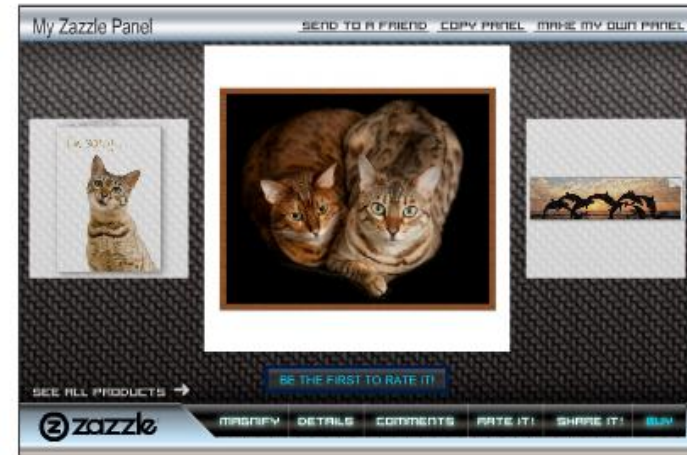 My Zazzle Panel
SEND TO A FRIEND COPY PANEL MAKE MY OWN PANEL
BE THE FIRST TO RATE IT!
SEE ALL PRODUCTS
zazzle
MAGNIFY DETAILS COMMENTS RATE IT! SHARE IT! BUY